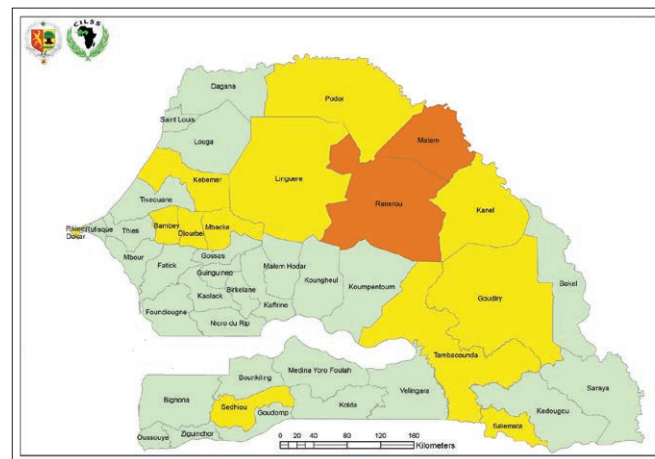 CILSS
Dagana
Podor
Saint Louis
Louga
Matam
Linguere
Kebemer
Ranerou
Kanel
Tivaouane
Rufisque
Dakar
Thies
Bambey
Diourbel
Mbacke
Mbour
Fatick
Gossas
Guinguineo
Malem Hodar
Koungheul
Koumpentoum
Bakel
Goudiry
Kaolack
Birkelane
Kaffrine
Foundiougne
Nioro du Rip
Tambacounda
Medina Yoro Foulah
Bounkiling
Bignona
Sedhiou
Goudomp
Kolda
Velingara
Saraya
Kedougou
Salemata
Oussouye
Ziguinchor
0 20 40 80 120 160
Kilometers